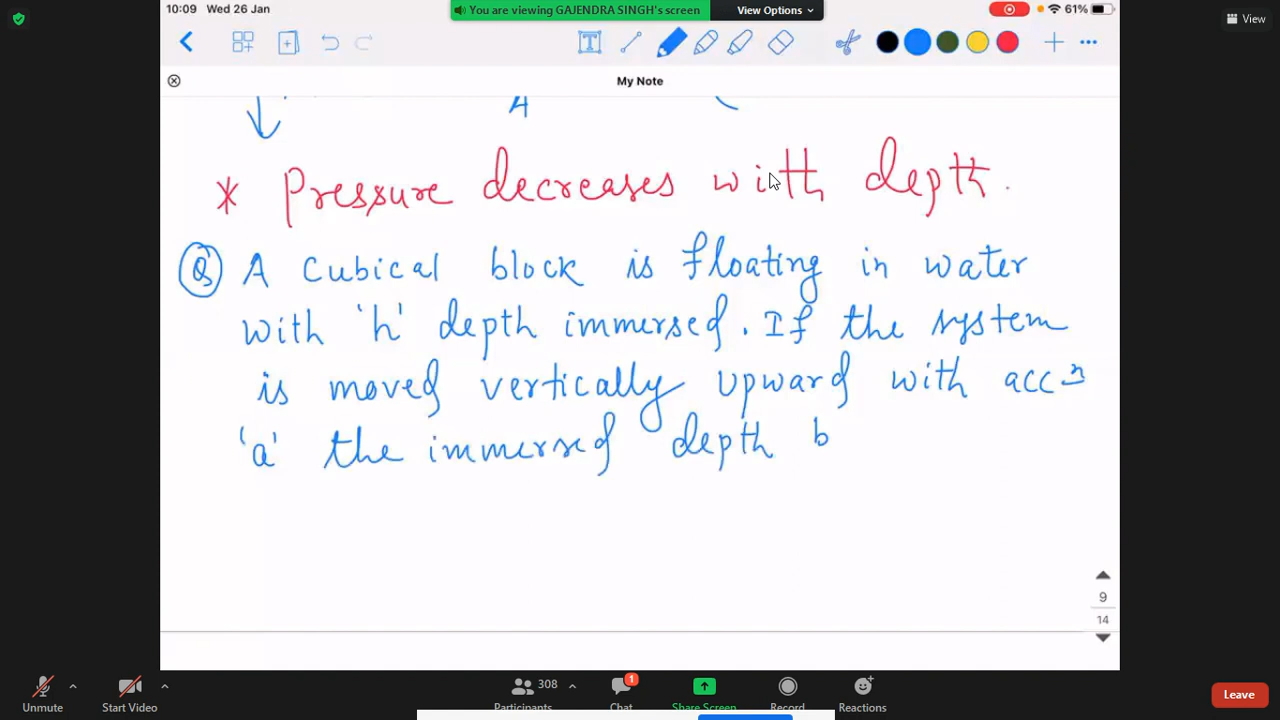 10:09 Wed 26 Jan
You are viewing GAJENDRA SINGH's screen
View Options
61%
View
My Note
A
* Pressure decreases with depth.
Q A cubical block is floating in water
with 'h' depth immersed. If the system
is moved vertically upward with accn
'a' the immersed depth b
9
14
Unmute
Start Video
308
Participants
1
Chat
Share Screen
Record
Reactions
Leave